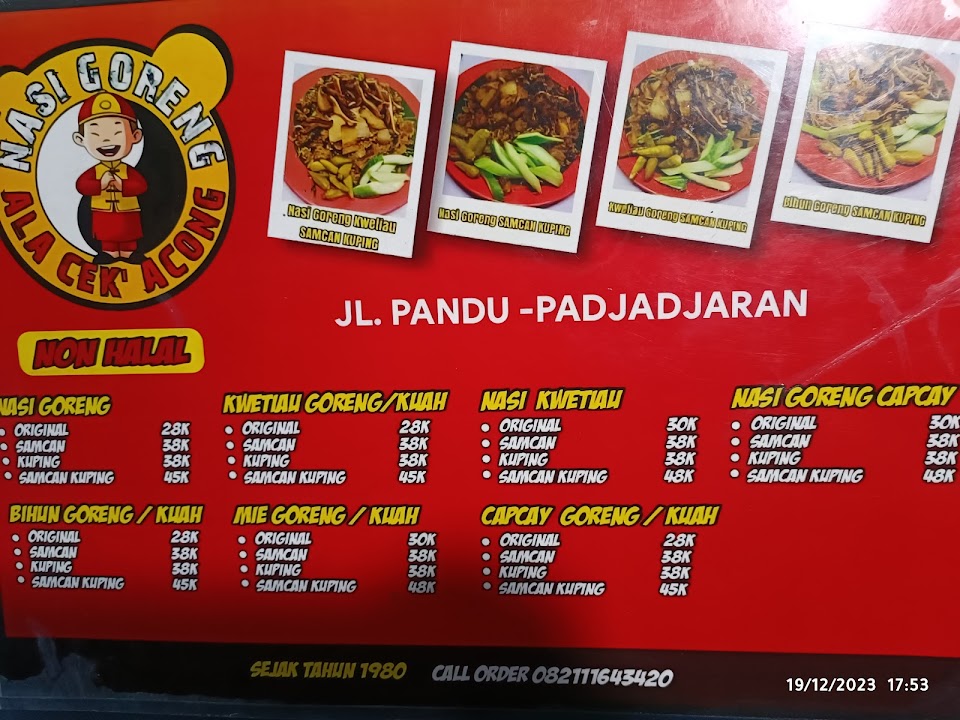 NASI GORENG
ALA CEK' ACONG
Nasi Goreng Kwetiau
SAMCAN KUPING
Nasi Goreng SAMCAN KUPING
Kwetiau Goreng SAMCAN KUPING
Bihun Goreng SAMCAN KUPING
JL. PANDU -PADJADJARAN
NON HALAL
NASI GORENG
• ORIGINAL 28K
• SAMCAN 38K
• KUPING 38K
• SAMCAN KUPING 45K
KWETIAU GORENG/KUAH
• ORIGINAL 28K
• SAMCAN 38K
• KUPING 38K
• SAMCAN KUPING 45K
NASI KWETIAU
• ORIGINAL 30K
• SAMCAN 38K
• KUPING 38K
• SAMCAN KUPING 48K
NASI GORENG CAPCAY
• ORIGINAL 30K
• SAMCAN 38K
• KUPING 38K
• SAMCAN KUPING 48K
BIHUN GORENG / KUAH
• ORIGINAL 28K
• SAMCAN 38K
• KUPING 38K
• SAMCAN KUPING 45K
MIE GORENG / KUAH
• ORIGINAL 30K
• SAMCAN 38K
• KUPING 38K
• SAMCAN KUPING 48K
CAPCAY GORENG / KUAH
• ORIGINAL 28K
• SAMCAN 38K
• KUPING 38K
• SAMCAN KUPING 45K
SEJAK TAHUN 1980 CALL ORDER 082111643420
19/12/2023 17:53